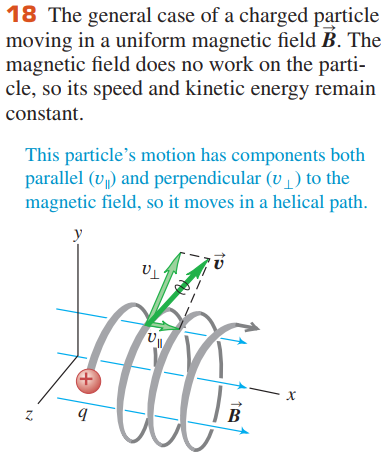 18 The general case of a charged particle
moving in a uniform magnetic field B⃗. The
magnetic field does no work on the parti-
cle, so its speed and kinetic energy remain
constant.
This particle's motion has components both
parallel (v∥) and perpendicular (v⊥) to the
magnetic field, so it moves in a helical path.
y
v⊥
v⃗
v∥
+
x
z
q
B⃗